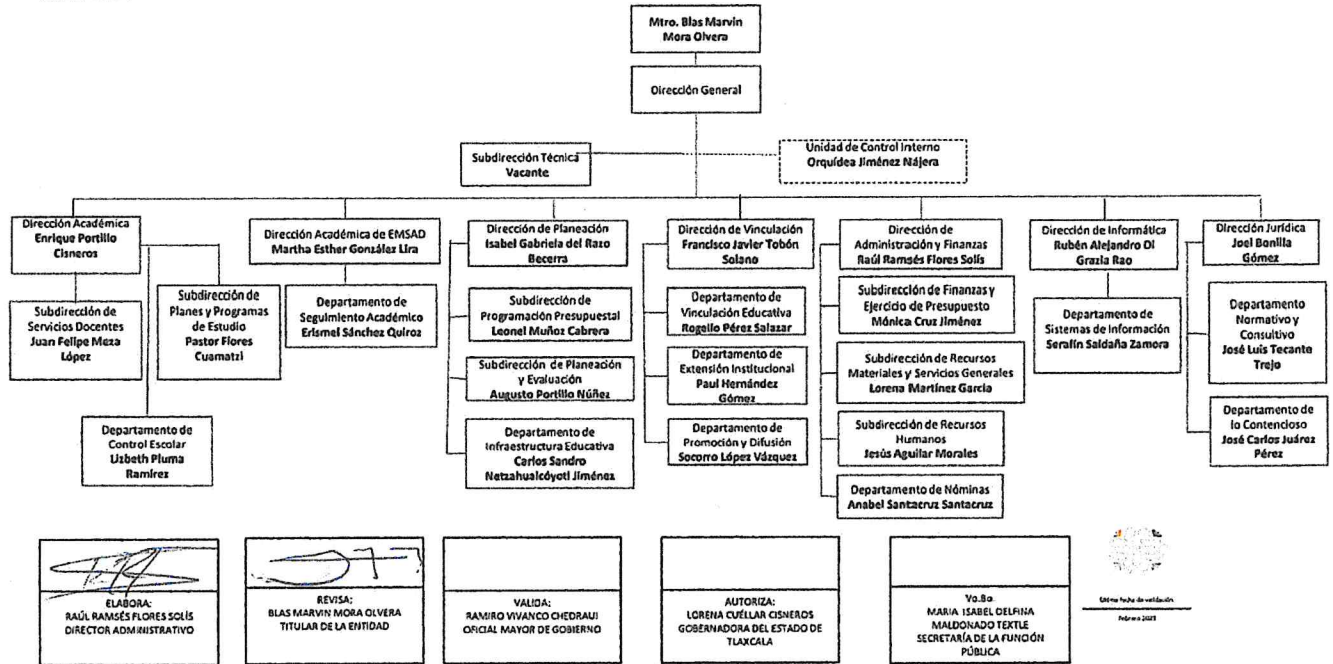 Mtro. Blas Marvin
Mora Olvera
Dirección General
Subdirección Técnica
Vacante
Unidad de Control Interno
Orquídea Jiménez Nájera
Dirección Académica
Enrique Portillo
Cisneros
Dirección Académica de EMSAD
Martha Esther González Lira
Dirección de Planeación
Isabel Gabriela del Razo
Becerra
Dirección de Vinculación
Francisco Javier Tobón
Solano
Dirección de
Administración y Finanzas
Raúl Ramsés Flores Solís
Dirección de Informática
Rubén Alejandro Di
Grazia Rao
Dirección Jurídica
Joel Bonilla
Gómez
Subdirección de
Servicios Docentes
Juan Felipe Meza
López
Subdirección de
Planes y Programas
de Estudio
Pastor Flores
Cuamatzi
Departamento de
Control Escolar
Lizbeth Pluma
Ramírez
Departamento de
Seguimiento Académico
Erismel Sánchez Quiroz
Subdirección de
Programación Presupuestal
Leonel Muñoz Cabrera
Subdirección de Planeación
y Evaluación
Augusto Portillo Núñez
Departamento de
Infraestructura Educativa
Carlos Sandro
Netzahualcóyotl Jiménez
Departamento de
Vinculación Educativa
Rogelio Pérez Salazar
Departamento de
Extensión Institucional
Paul Hernández
Gómez
Departamento de
Promoción y Difusión
Socorro López Vázquez
Subdirección de Finanzas y
Ejercicio de Presupuesto
Mónica Cruz Jiménez
Subdirección de Recursos
Materiales y Servicios Generales
Lorena Martínez García
Subdirección de Recursos
Humanos
Jesús Aguilar Morales
Departamento de Nóminas
Anabel Santacruz Santacruz
Departamento de
Sistemas de Información
Serafín Saldaña Zamora
Departamento
Normativo y
Consultivo
José Luis Tecante
Trejo
Departamento de
lo Contencioso
José Carlos Juárez
Pérez
ELABORA:
RAÚL RAMSÉS FLORES SOLÍS
DIRECTOR ADMINISTRATIVO
REVISA:
BLAS MARVIN MORA OLVERA
TITULAR DE LA ENTIDAD
VALIDA:
RAMIRO VIVANCO CHEDRAUI
OFICIAL MAYOR DE GOBIERNO
AUTORIZA:
LORENA CUÉLLAR CISNEROS
GOBERNADORA DEL ESTADO DE
TLAXCALA
Vo.Bo.
MARIA ISABEL DELFINA
MALDONADO TEXTLE
SECRETARÍA DE LA FUNCIÓN
PÚBLICA
Última fecha de validación